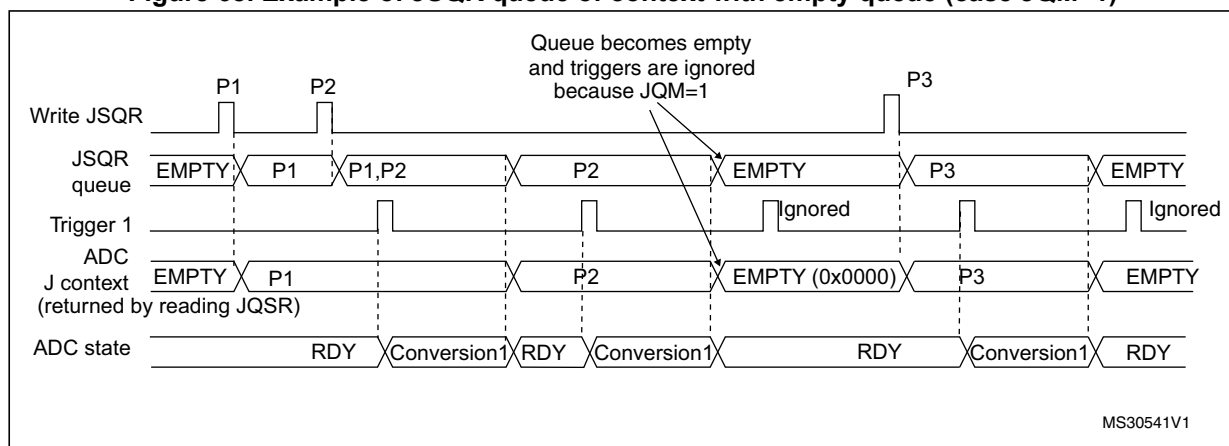 Figure 68. Example of JSQR queue of context with empty queue (case JQM=1)
Queue becomes empty
and triggers are ignored
because JQM=1
P1
P2
P3
Write JSQR
JSQR
queue
EMPTY
P1
P1,P2
P2
EMPTY
P3
EMPTY
Trigger 1
Ignored
Ignored
ADC
J context
(returned by reading JQSR)
EMPTY
P1
P2
EMPTY (0x0000)
P3
EMPTY
ADC state
RDY
Conversion1
RDY
Conversion1
RDY
Conversion1
RDY
MS30541V1